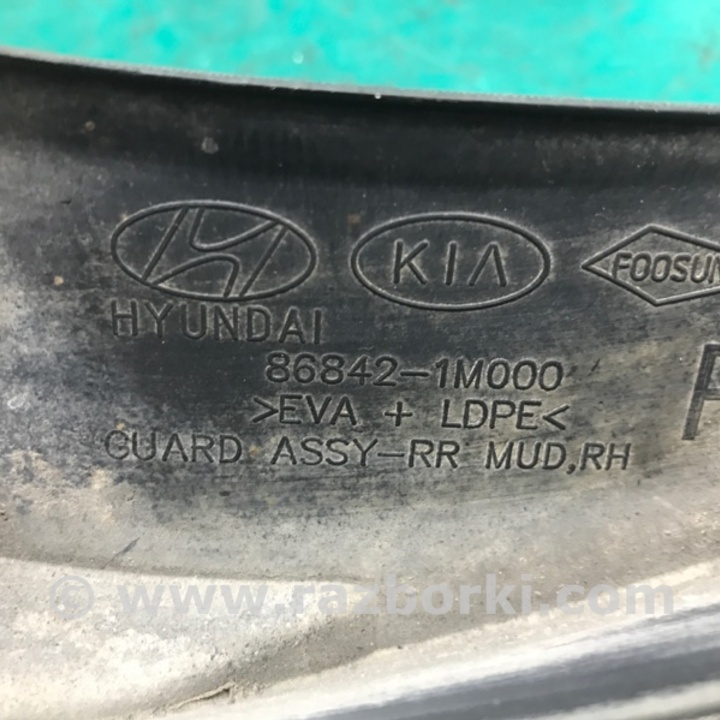 KIA
FOOSUN
HYUNDAI
86842-1M000
>EVA + LDPE<
GUARD ASSY-RR MUD,RH
© www.razborki.com